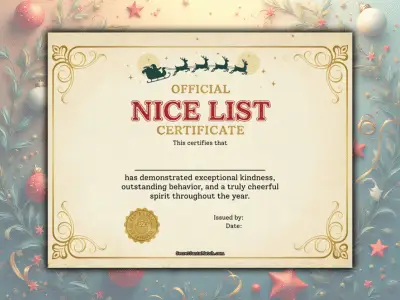 OFFICIAL
NICE LIST
CERTIFICATE
This certifies that
has demonstrated exceptional kindness,
outstanding behavior, and a truly cheerful
spirit throughout the year.
Issued by:
Date: